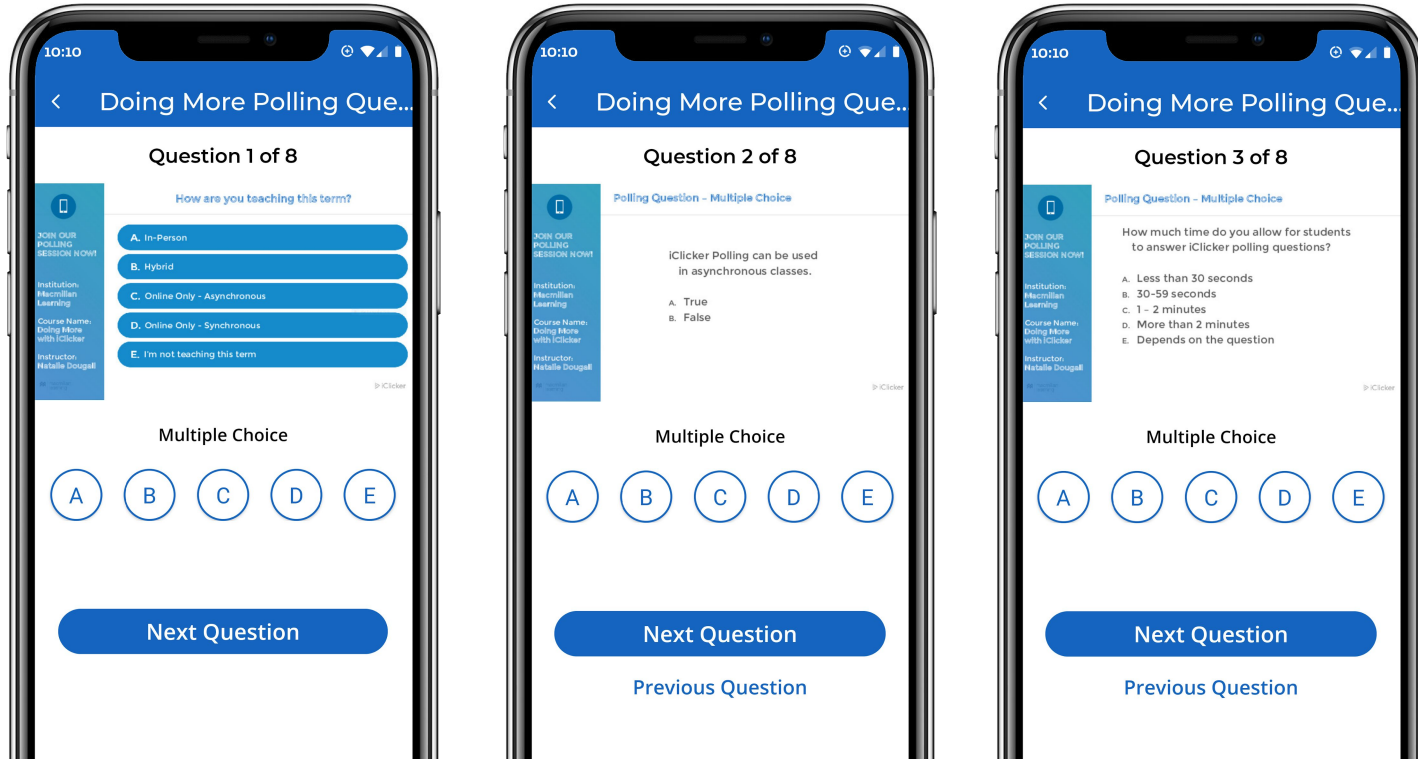 10:10
Doing More Polling Que...
Question 1 of 8
How are you teaching this term?
JOIN OUR
POLLING
SESSION NOW!
Institution:
Macmillan
Learning
Course Name:
Doing More
with iClicker
Instructor:
Natalie Dougall
A. In-Person
B. Hybrid
C. Online Only - Asynchronous
D. Online Only - Synchronous
E. I'm not teaching this term
iClicker
Multiple Choice
A B C D E
Next Question
10:10
Doing More Polling Que...
Question 2 of 8
Polling Question - Multiple Choice
JOIN OUR
POLLING
SESSION NOW!
Institution:
Macmillan
Learning
Course Name:
Doing More
with iClicker
Instructor:
Natalie Dougall
iClicker Polling can be used
in asynchronous classes.
A. True
B. False
iClicker
Multiple Choice
A B C D E
Next Question
Previous Question
10:10
Doing More Polling Que...
Question 3 of 8
Polling Question - Multiple Choice
JOIN OUR
POLLING
SESSION NOW!
Institution:
Macmillan
Learning
Course Name:
Doing More
with iClicker
Instructor:
Natalie Dougall
How much time do you allow for students
to answer iClicker polling questions?
A. Less than 30 seconds
B. 30-59 seconds
C. 1 - 2 minutes
D. More than 2 minutes
E. Depends on the question
iClicker
Multiple Choice
A B C D E
Next Question
Previous Question